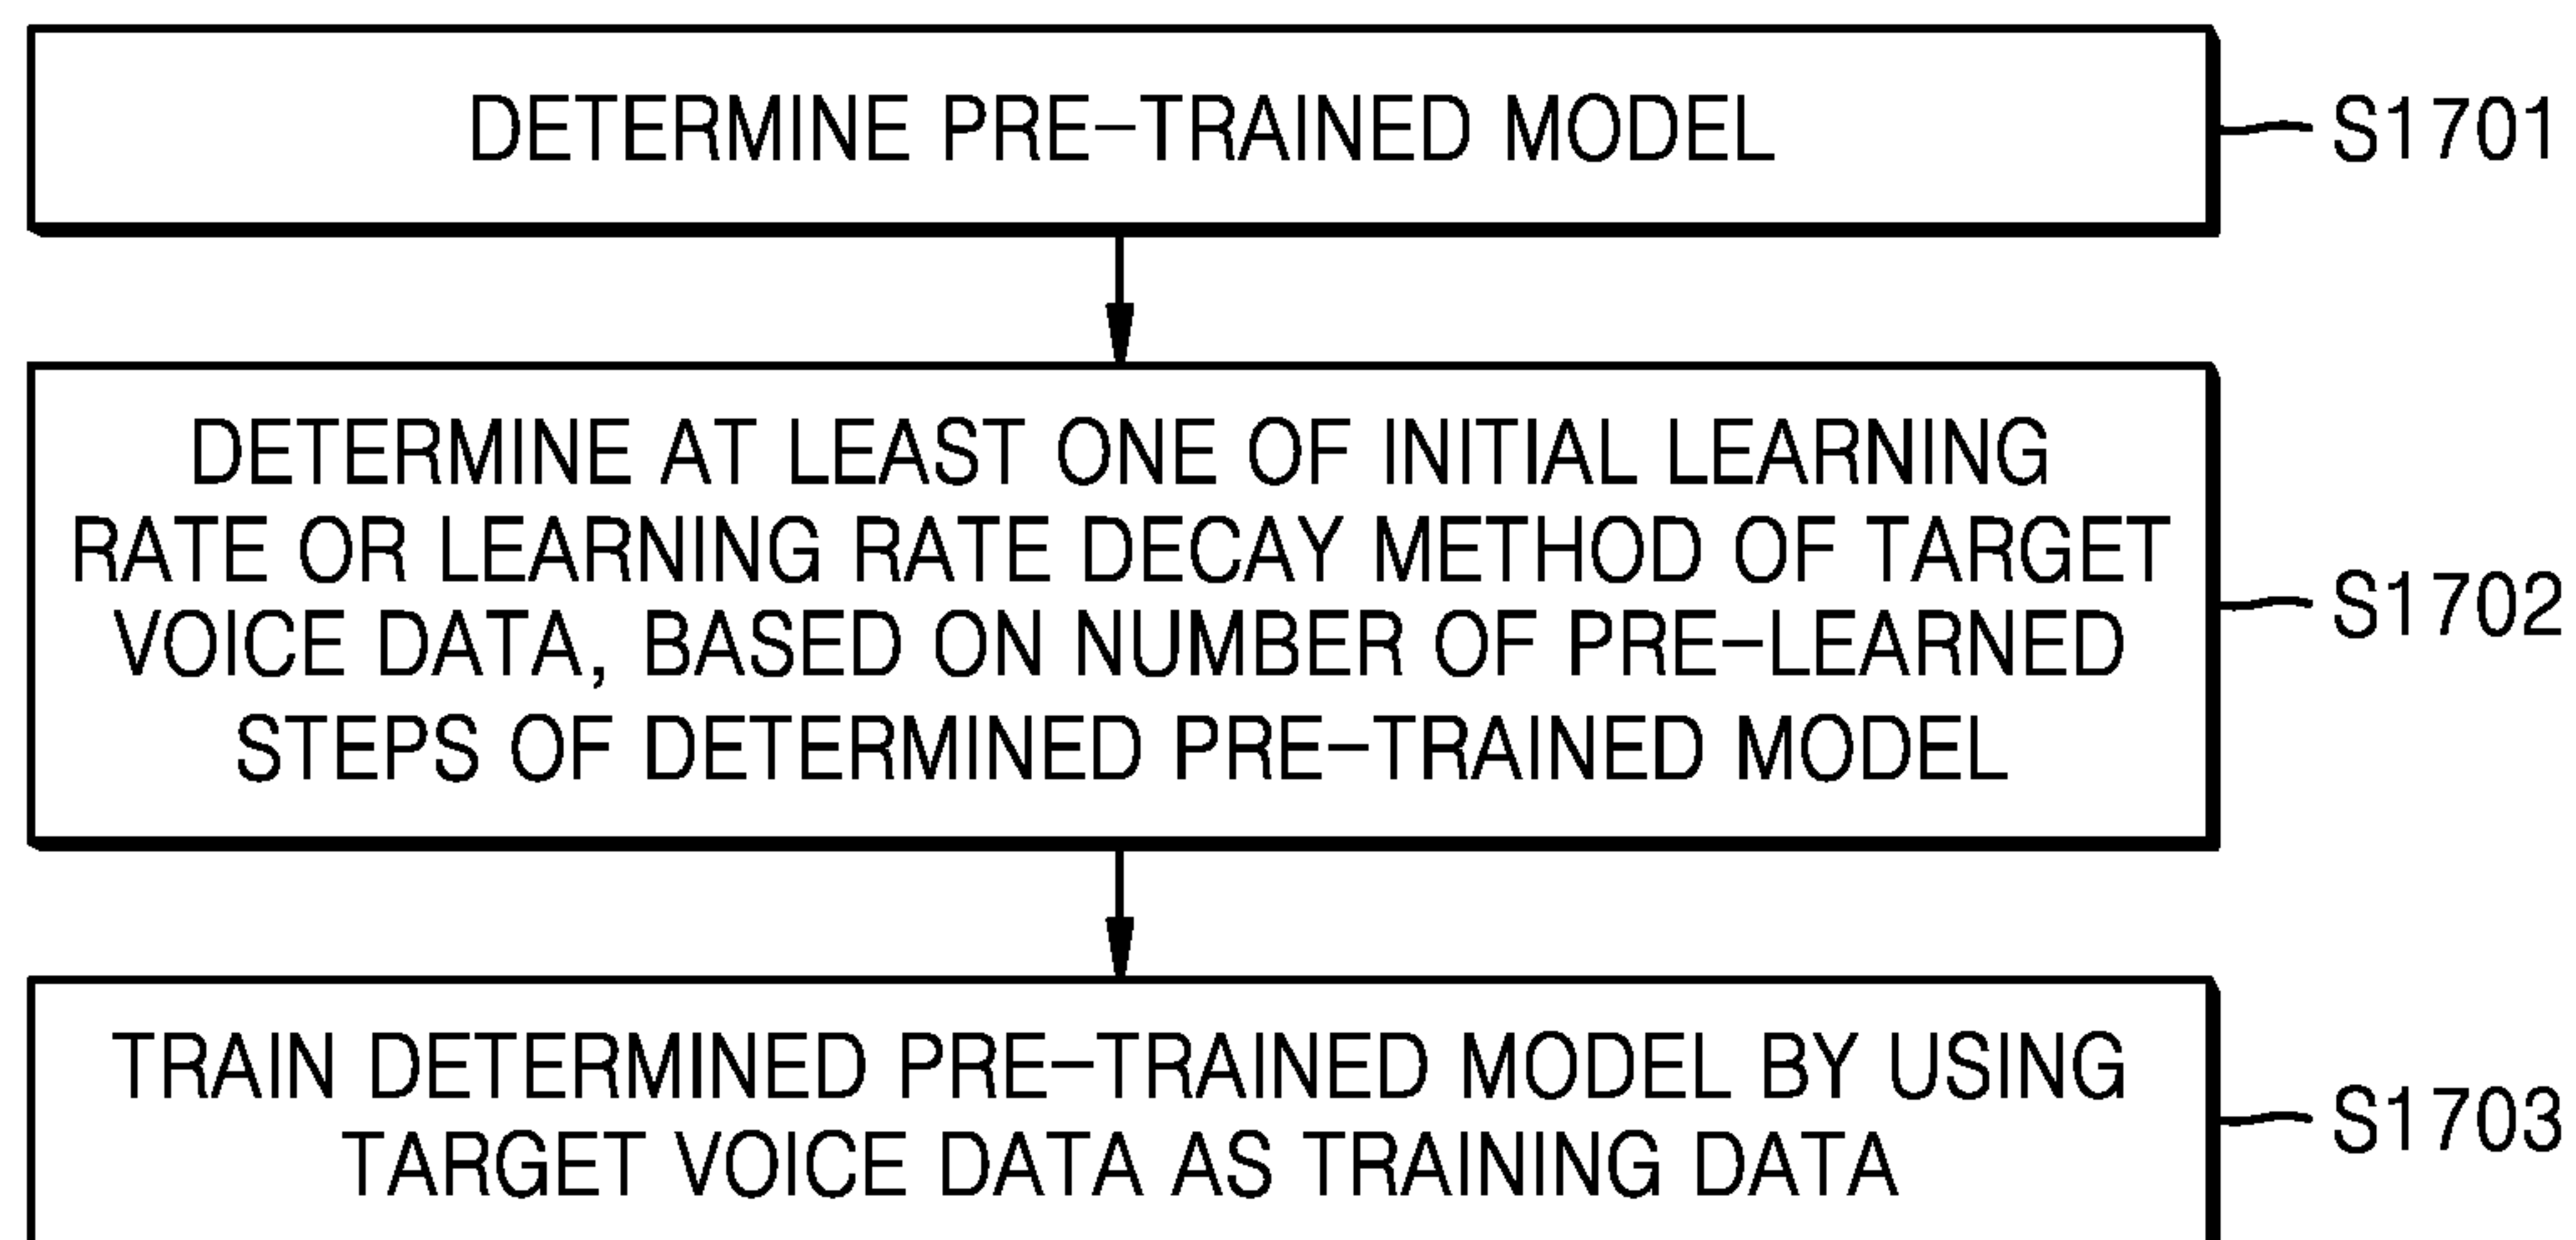 DETERMINE PRE-TRAINED MODEL
S1701
DETERMINE AT LEAST ONE OF INITIAL LEARNING
RATE OR LEARNING RATE DECAY METHOD OF TARGET
VOICE DATA, BASED ON NUMBER OF PRE-LEARNED
STEPS OF DETERMINED PRE-TRAINED MODEL
S1702
TRAIN DETERMINED PRE-TRAINED MODEL BY USING
TARGET VOICE DATA AS TRAINING DATA
S1703